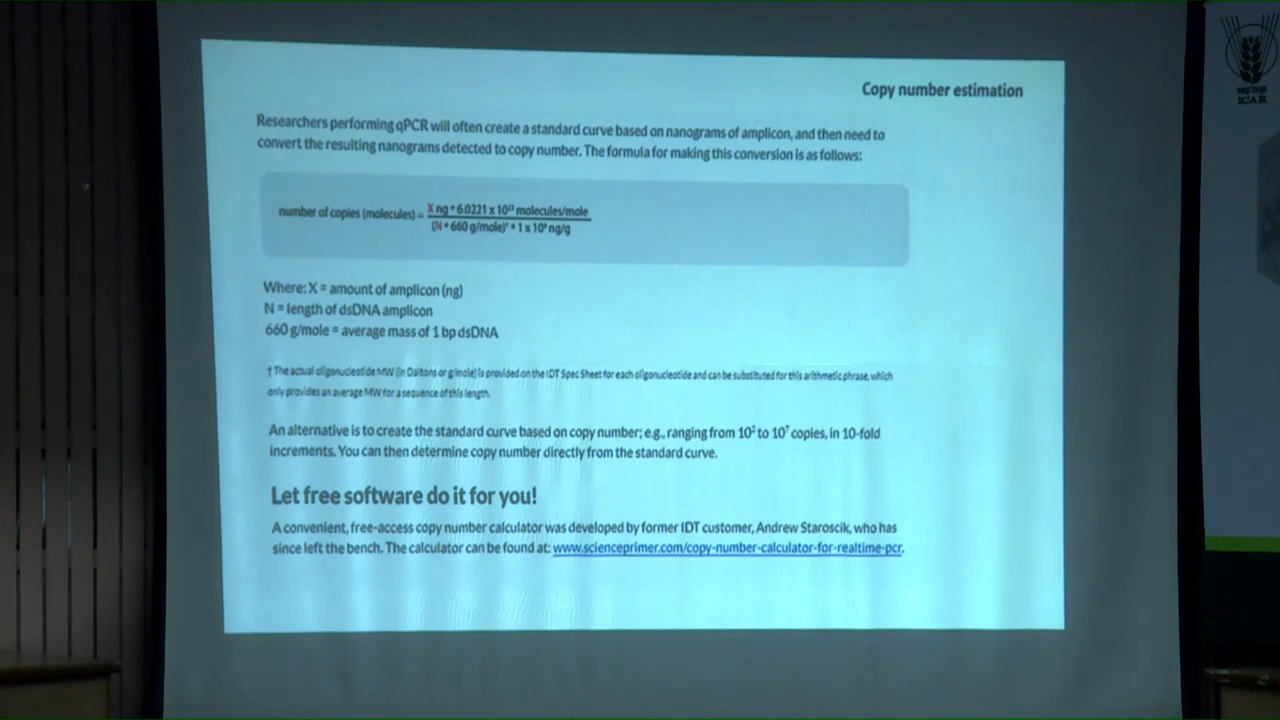 Copy number estimation
Researchers performing qPCR will often create a standard curve based on nanograms of amplicon, and then need to
convert the resulting nanograms detected to copy number. The formula for making this conversion is as follows:
number of copies (molecules) = X ng * 6.0221 x 10²³ molecules/mole
(N * 660 g/mole)† * 1 x 10⁹ ng/g
Where: X = amount of amplicon (ng)
N = length of dsDNA amplicon
660 g/mole = average mass of 1 bp dsDNA
† The actual oligonucleotide MW (in Daltons or g/mole) is provided on the IDT Spec Sheet for each oligonucleotide and can be substituted for this arithmetic phrase, which
only provides an average MW for a sequence of this length.
An alternative is to create the standard curve based on copy number; e.g., ranging from 10² to 10⁷ copies, in 10-fold
increments. You can then determine copy number directly from the standard curve.
Let free software do it for you!
A convenient, free-access copy number calculator was developed by former IDT customer, Andrew Staroscik, who has
since left the bench. The calculator can be found at: www.scienceprimer.com/copy-number-calculator-for-realtime-pcr.
ICAR